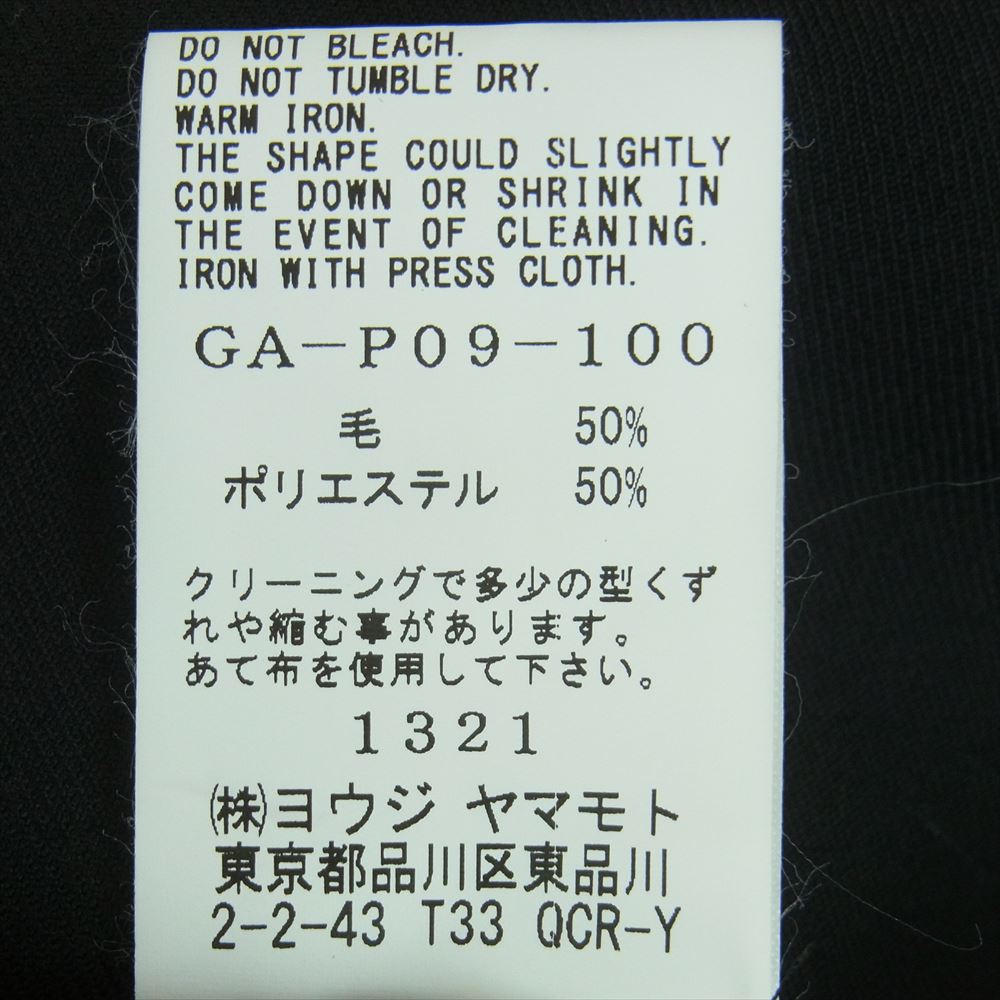 DO NOT BLEACH.
DO NOT TUMBLE DRY.
WARM IRON.
THE SHAPE COULD SLIGHTLY
COME DOWN OR SHRINK IN
THE EVENT OF CLEANING.
IRON WITH PRESS CLOTH.
GA-P09-100
毛 50%
ポリエステル 50%
クリーニングで多少の型くず
れや縮む事があります。
あて布を使用して下さい。
1321
㈱ヨウジ ヤマモト
東京都品川区東品川
2-2-43 T33 QCR-Y